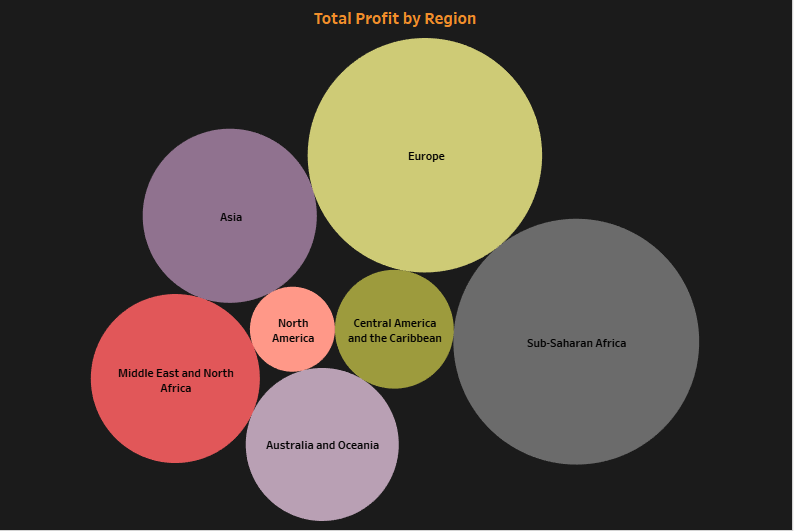 Total Profit by Region
Europe
Asia
North
America
Central America
and the Caribbean
Sub-Saharan Africa
Middle East and North
Africa
Australia and Oceania